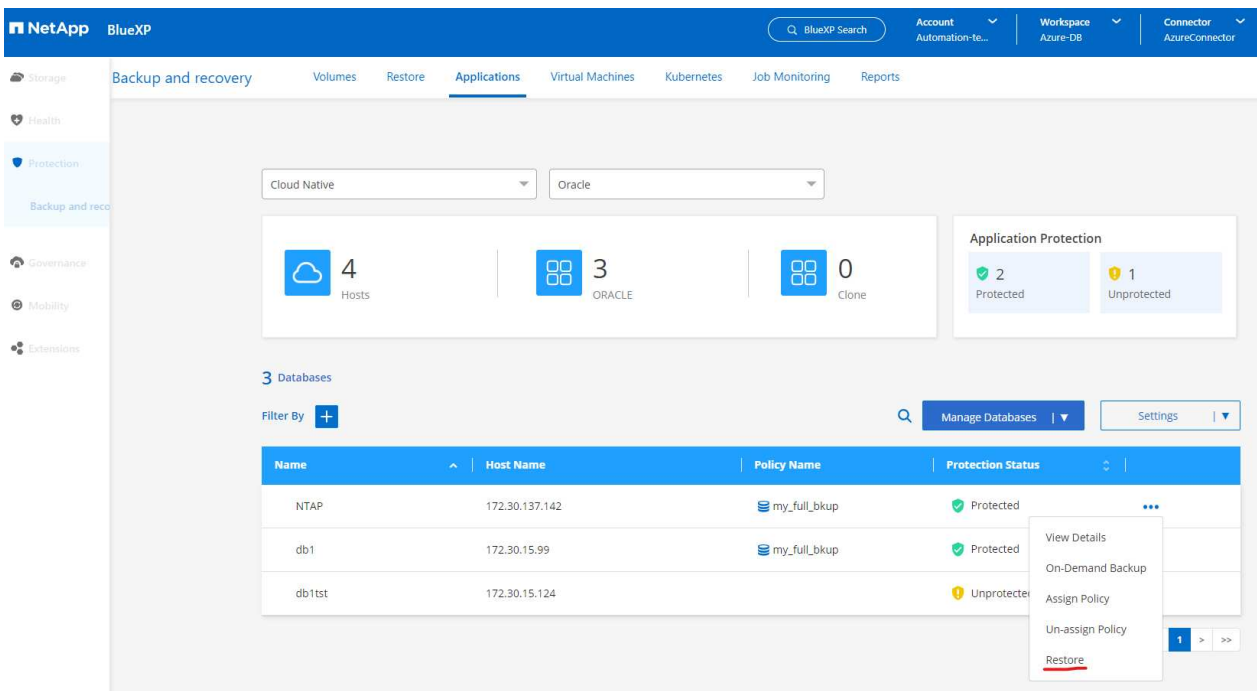 NetApp BlueXP
BlueXP Search
Account
Automation-te...
Workspace
Azure-DB
Connector
AzureConnector
Storage
Health
Protection
Backup and reco
Governance
Mobility
Extensions
Backup and recovery
Volumes
Restore
Applications
Virtual Machines
Kubernetes
Job Monitoring
Reports
Cloud Native
Oracle
4
Hosts
3
ORACLE
0
Clone
Application Protection
2
Protected
1
Unprotected
3 Databases
Filter By +
Manage Databases | ▼
Settings | ▼
Name Host Name Policy Name Protection Status
NTAP 172.30.137.142 my_full_bkup Protected •••
db1 172.30.15.99 my_full_bkup Protected
db1tst 172.30.15.124 Unprotected
View Details
On-Demand Backup
Assign Policy
Un-assign Policy
Restore
1 > >>